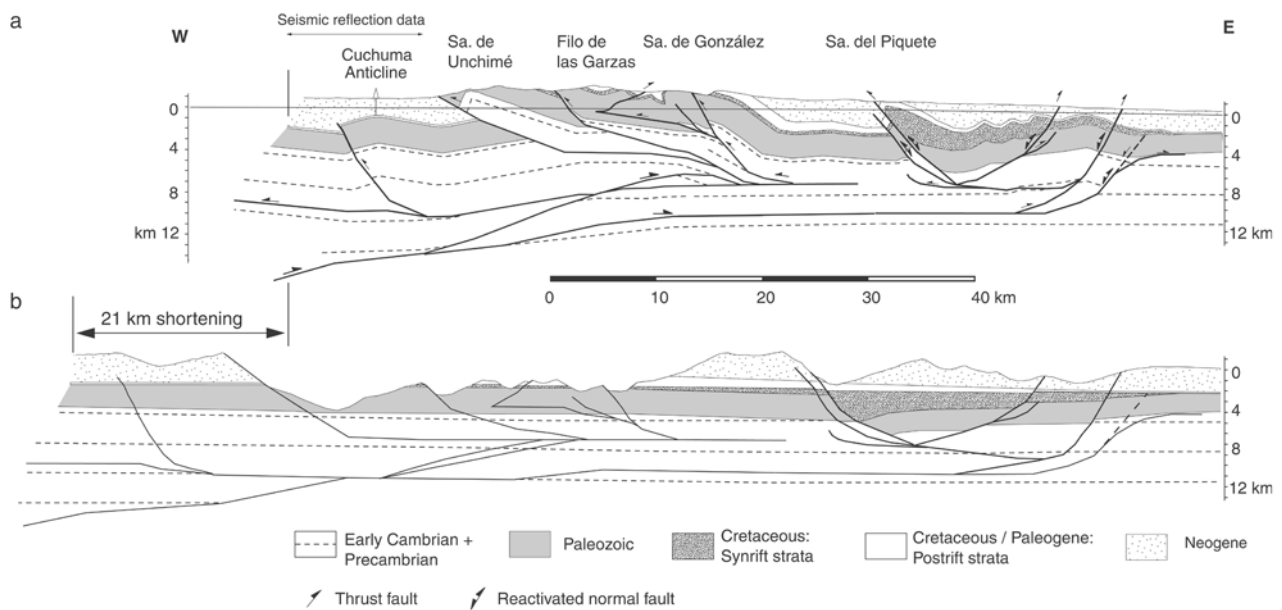 a
Seismic reflection data
W
E
Cuchuma
Anticline
Sa. de
Unchimé
Filo de
las Garzas
Sa. de González
Sa. del Piquete
0
4
8
km 12
0
4
8
12 km
0 10 20 30 40 km
b
21 km shortening
0
4
8
12 km
Early Cambrian +
Precambrian
Paleozoic
Cretaceous:
Synrift strata
Cretaceous / Paleogene:
Postrift strata
Neogene
Thrust fault
Reactivated normal fault